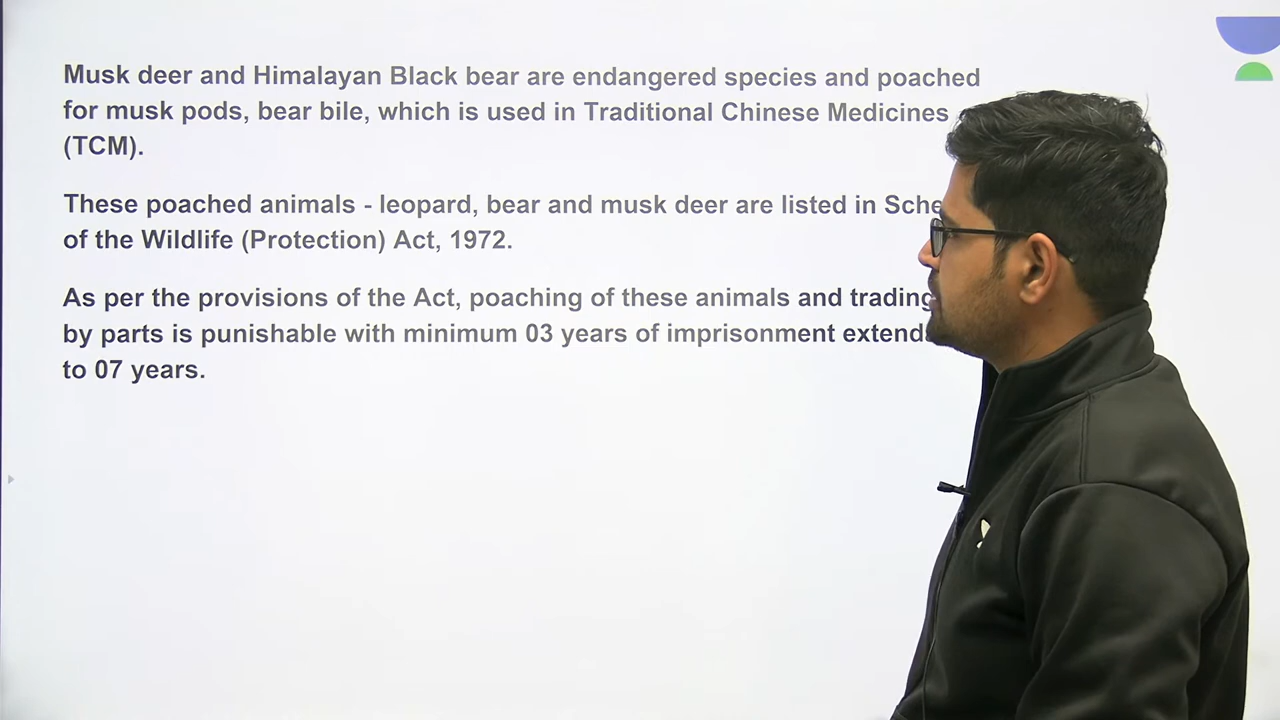 Musk deer and Himalayan Black bear are endangered species and poached
for musk pods, bear bile, which is used in Traditional Chinese Medicines
(TCM).
These poached animals - leopard, bear and musk deer are listed in
of the Wildlife (Protection) Act, 1972.
As per the provisions of the Act, poaching of these animals and trading
by parts is punishable with minimum 03 years of imprisonment
to 07 years.